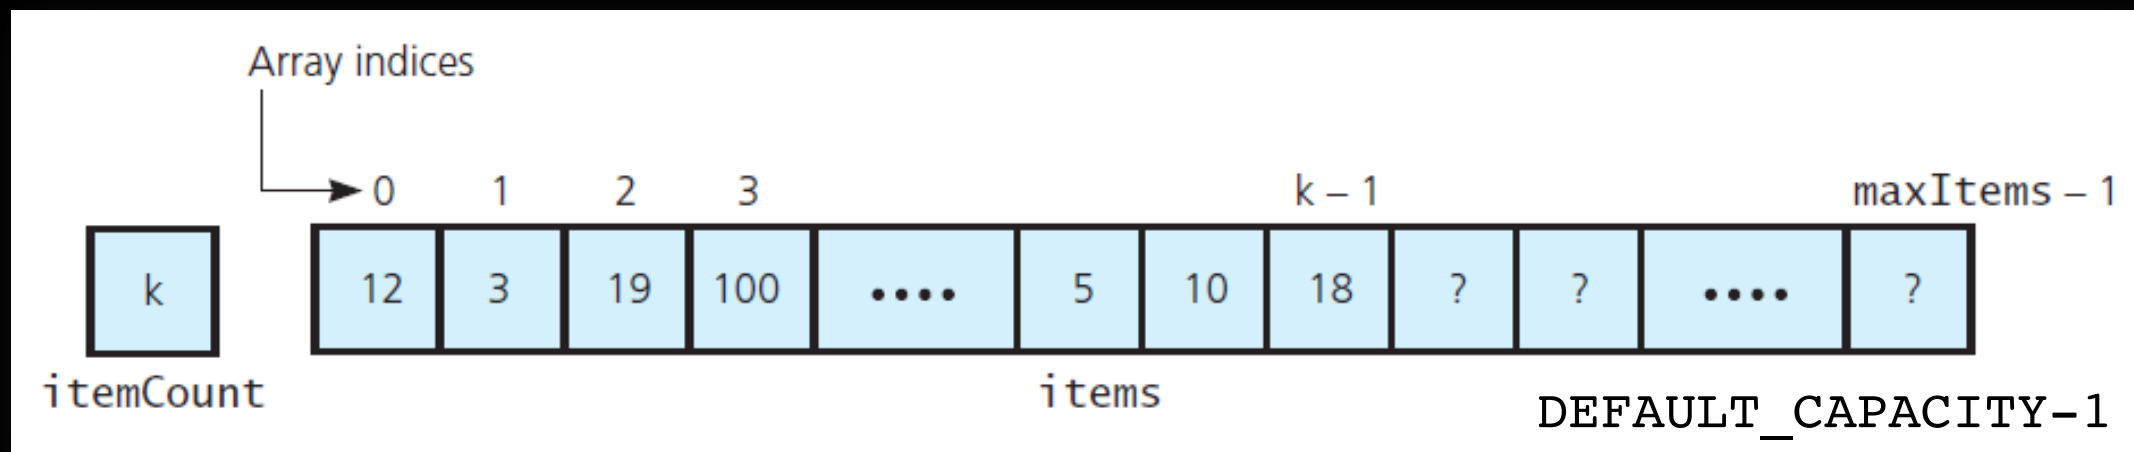 Array indices
0 1 2 3 k – 1 maxItems – 1
k 12 3 19 100 •••• 5 10 18 ? ? •••• ?
itemCount items
DEFAULT_CAPACITY-1